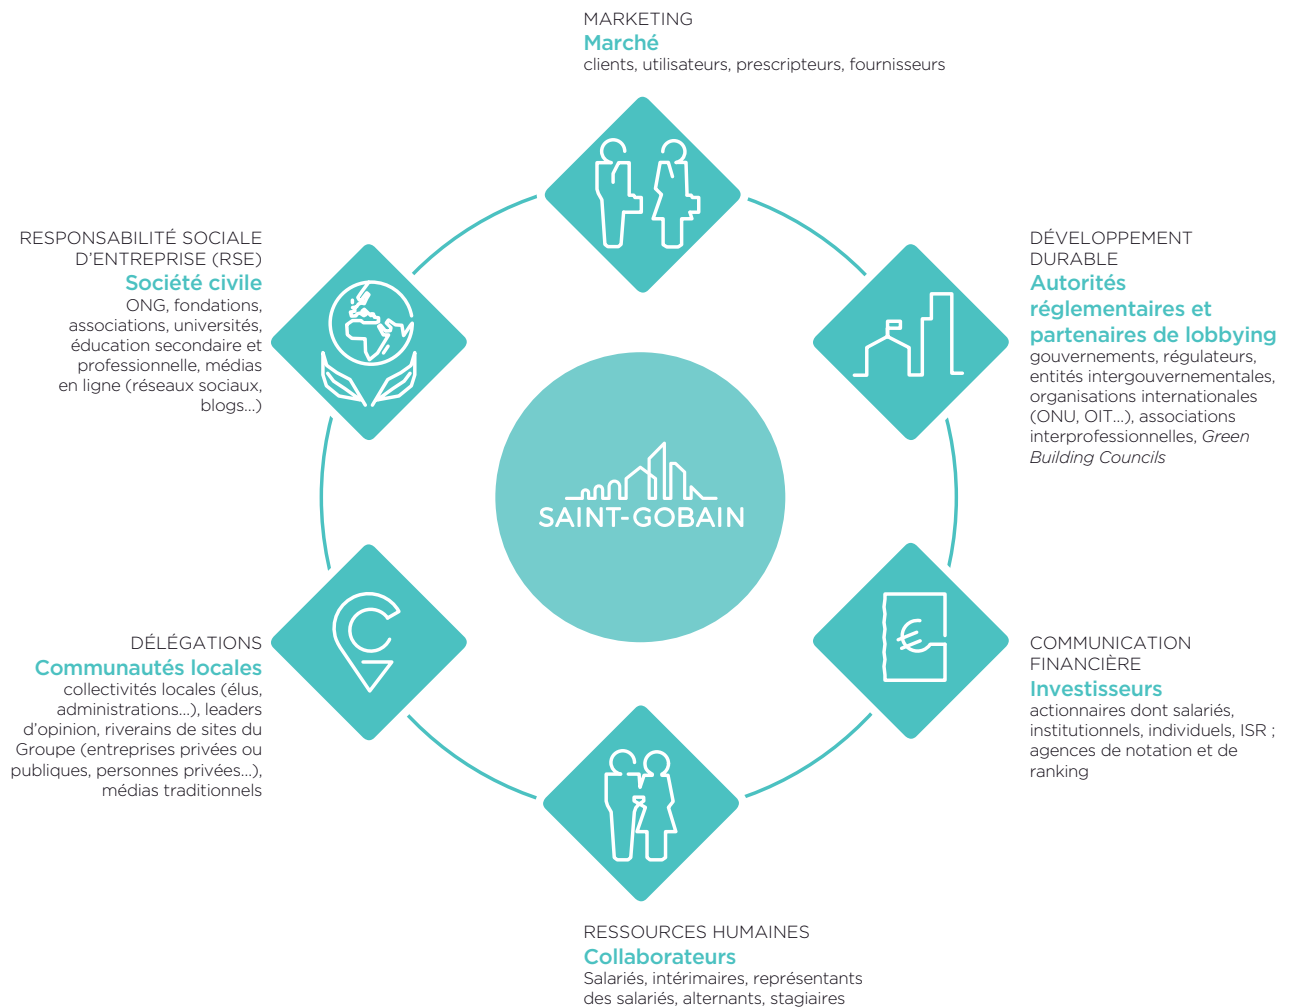 MARKETING
Marché
clients, utilisateurs, prescripteurs, fournisseurs
RESPONSABILITÉ SOCIALE
D’ENTREPRISE (RSE)
Société civile
ONG, fondations,
associations, universités,
éducation secondaire et
professionnelle, médias
en ligne (réseaux sociaux,
blogs…)
DÉVELOPPEMENT
DURABLE
Autorités
réglementaires et
partenaires de lobbying
gouvernements, régulateurs,
entités intergouvernementales,
organisations internationales
(ONU, OIT…), associations
interprofessionnelles, Green
Building Councils
SAINT-GOBAIN
DÉLÉGATIONS
Communautés locales
collectivités locales (élus,
administrations…), leaders
d’opinion, riverains de sites du
Groupe (entreprises privées ou
publiques, personnes privées…),
médias traditionnels
€
COMMUNICATION
FINANCIÈRE
Investisseurs
actionnaires dont salariés,
institutionnels, individuels, ISR ;
agences de notation et de
ranking
RESSOURCES HUMAINES
Collaborateurs
Salariés, intérimaires, représentants
des salariés, alternants, stagiaires